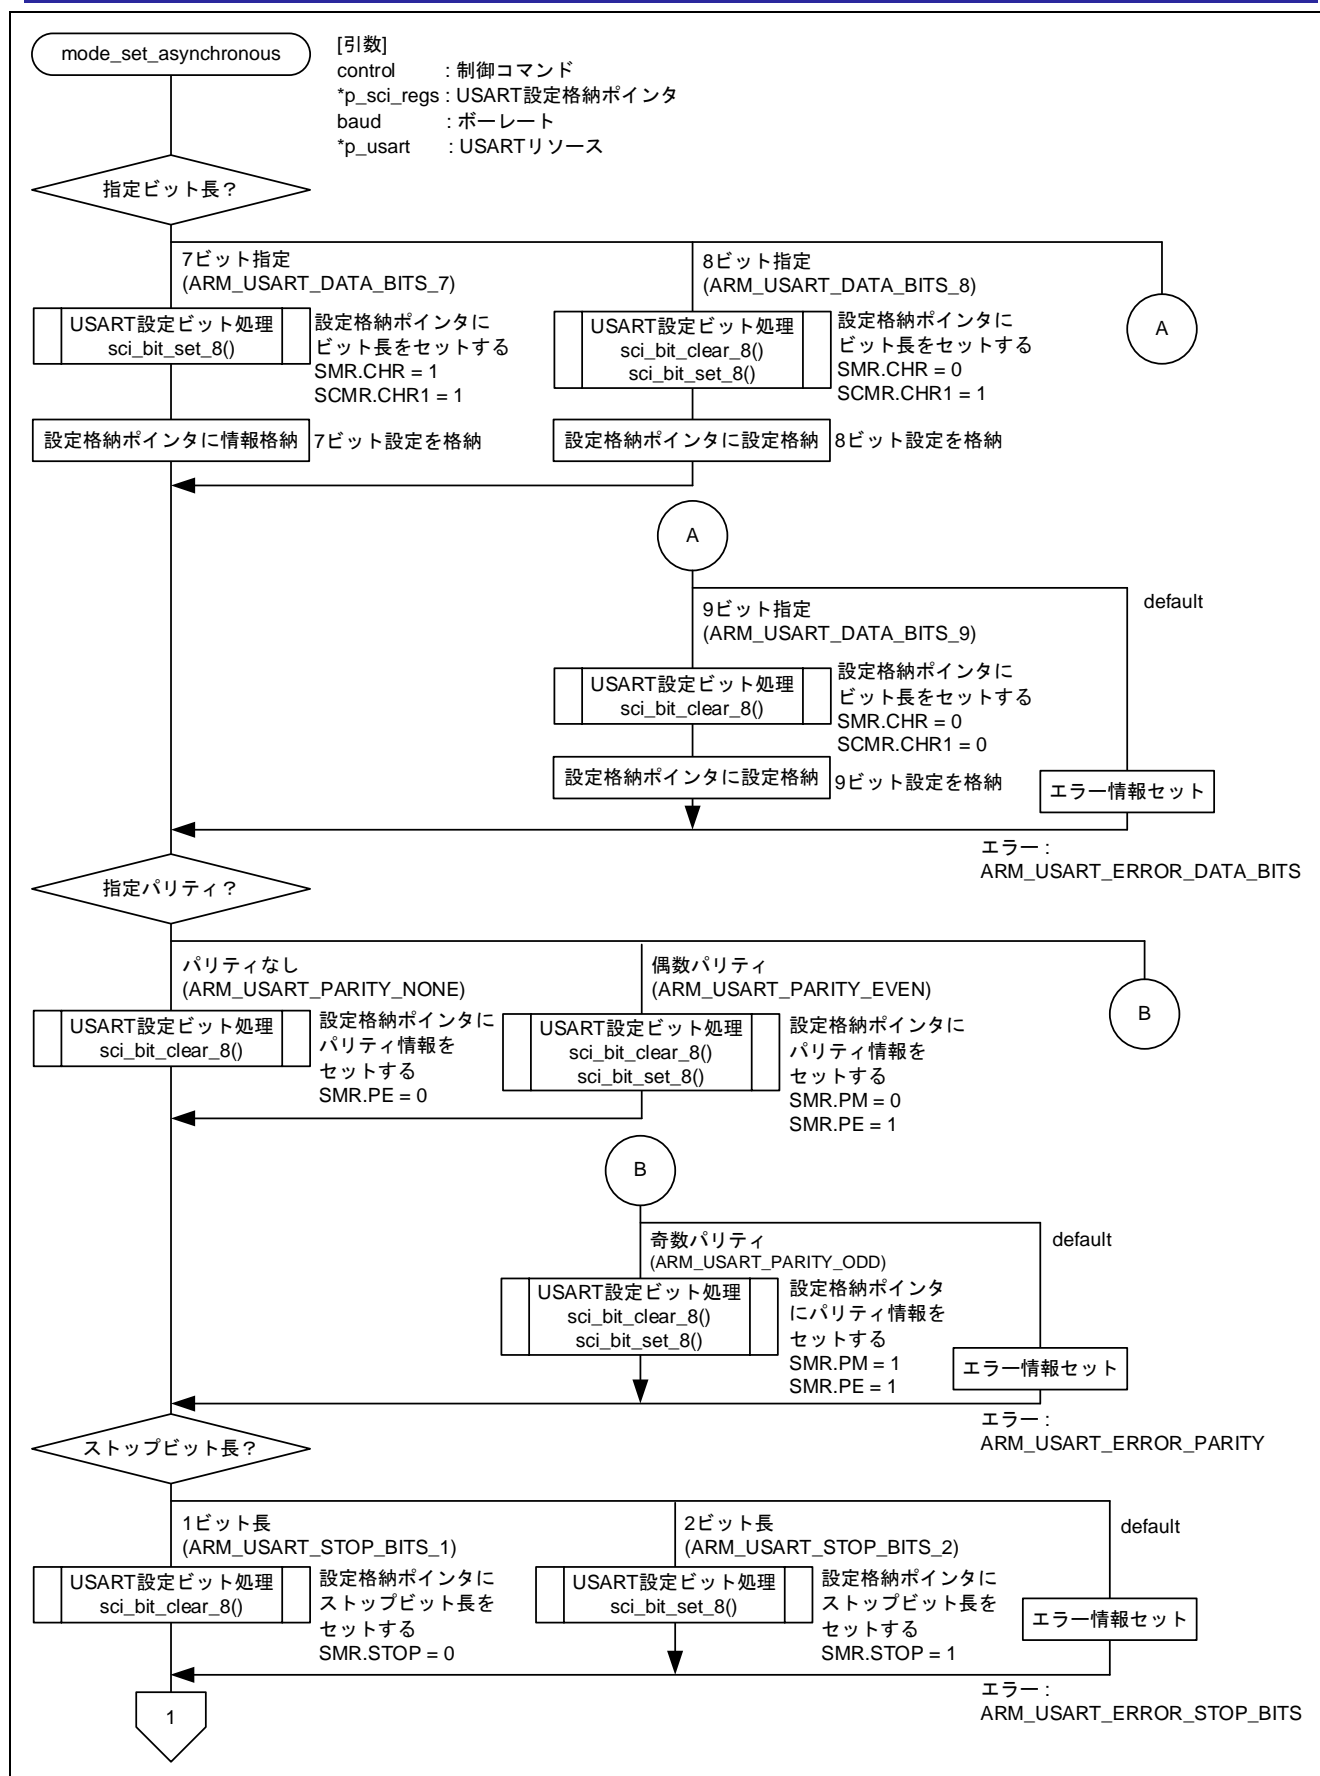 mode_set_asynchronous
[引数]
control : 制御コマンド
*p_sci_regs : USART設定格納ポインタ
baud : ボーレート
*p_usart : USARTリソース
指定ビット長？
7ビット指定
(ARM_USART_DATA_BITS_7)
USART設定ビット処理
sci_bit_set_8()
設定格納ポインタに
ビット長をセットする
SMR.CHR = 1
SCMR.CHR1 = 1
設定格納ポインタに情報格納
7ビット設定を格納
8ビット指定
(ARM_USART_DATA_BITS_8)
USART設定ビット処理
sci_bit_clear_8()
sci_bit_set_8()
設定格納ポインタに
ビット長をセットする
SMR.CHR = 0
SCMR.CHR1 = 1
設定格納ポインタに設定格納
8ビット設定を格納
A
A
9ビット指定
(ARM_USART_DATA_BITS_9)
USART設定ビット処理
sci_bit_clear_8()
設定格納ポインタに
ビット長をセットする
SMR.CHR = 0
SCMR.CHR1 = 0
設定格納ポインタに設定格納
9ビット設定を格納
default
エラー情報セット
エラー :
ARM_USART_ERROR_DATA_BITS
指定パリティ？
パリティなし
(ARM_USART_PARITY_NONE)
USART設定ビット処理
sci_bit_clear_8()
設定格納ポインタに
パリティ情報を
セットする
SMR.PE = 0
偶数パリティ
(ARM_USART_PARITY_EVEN)
USART設定ビット処理
sci_bit_clear_8()
sci_bit_set_8()
設定格納ポインタに
パリティ情報を
セットする
SMR.PM = 0
SMR.PE = 1
B
B
奇数パリティ
(ARM_USART_PARITY_ODD)
USART設定ビット処理
sci_bit_clear_8()
sci_bit_set_8()
設定格納ポインタ
にパリティ情報を
セットする
SMR.PM = 1
SMR.PE = 1
default
エラー情報セット
エラー :
ARM_USART_ERROR_PARITY
ストップビット長？
1ビット長
(ARM_USART_STOP_BITS_1)
USART設定ビット処理
sci_bit_clear_8()
設定格納ポインタに
ストップビット長を
セットする
SMR.STOP = 0
2ビット長
(ARM_USART_STOP_BITS_2)
USART設定ビット処理
sci_bit_set_8()
設定格納ポインタに
ストップビット長を
セットする
SMR.STOP = 1
default
エラー情報セット
エラー :
ARM_USART_ERROR_STOP_BITS
1